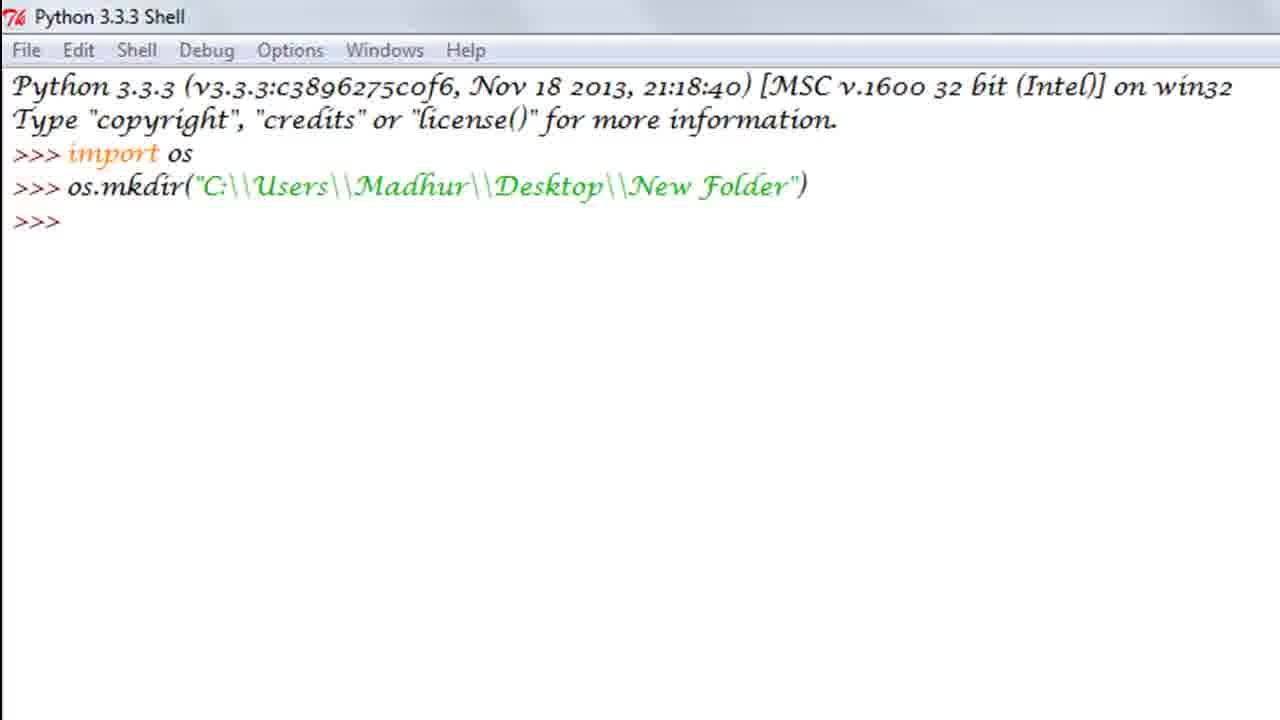 Python 3.3.3 Shell
File Edit Shell Debug Options Windows Help
Python 3.3.3 (v3.3.3:c3896275c0f6, Nov 18 2013, 21:18:40) [MSC v.1600 32 bit (Intel)] on win32
Type "copyright", "credits" or "license()" for more information.
>>> import os
>>> os.mkdir("C:\\Users\\Madhur\\Desktop\\New Folder")
>>>